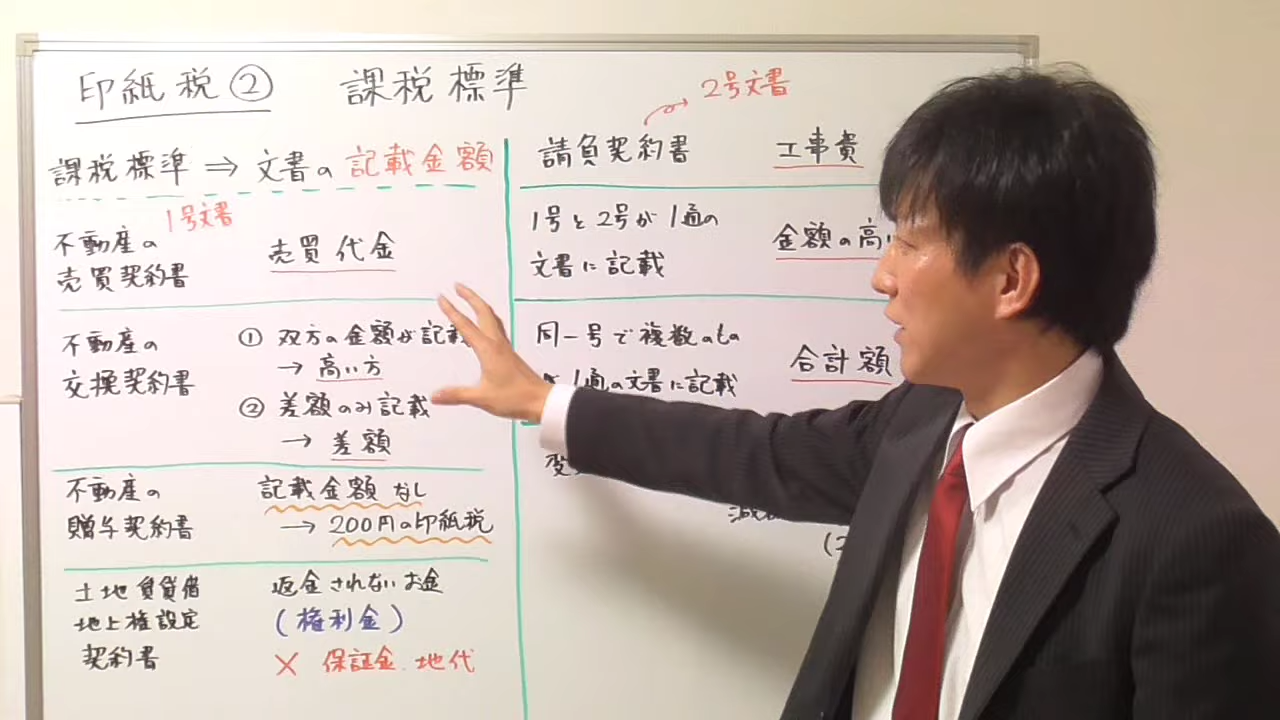 印紙税② 課税標準
課税標準 ⇒ 文書の記載金額
1号文書
不動産の
売買契約書
売買代金
不動産の
交換契約書
① 双方の金額が記載
→ 高い方
② 差額のみ記載
→ 差額
不動産の
贈与契約書
記載金額なし
→ 200円の印紙税
土地賃貸借
地上権設定
契約書
返金されないお金
(権利金)
× 保証金.地代
2号文書
請負契約書
工事費
1号と2号が1通の
文書に記載
金額の高い
同一号で複数のもの
1通の文書に記載
合計額
変
減
(2